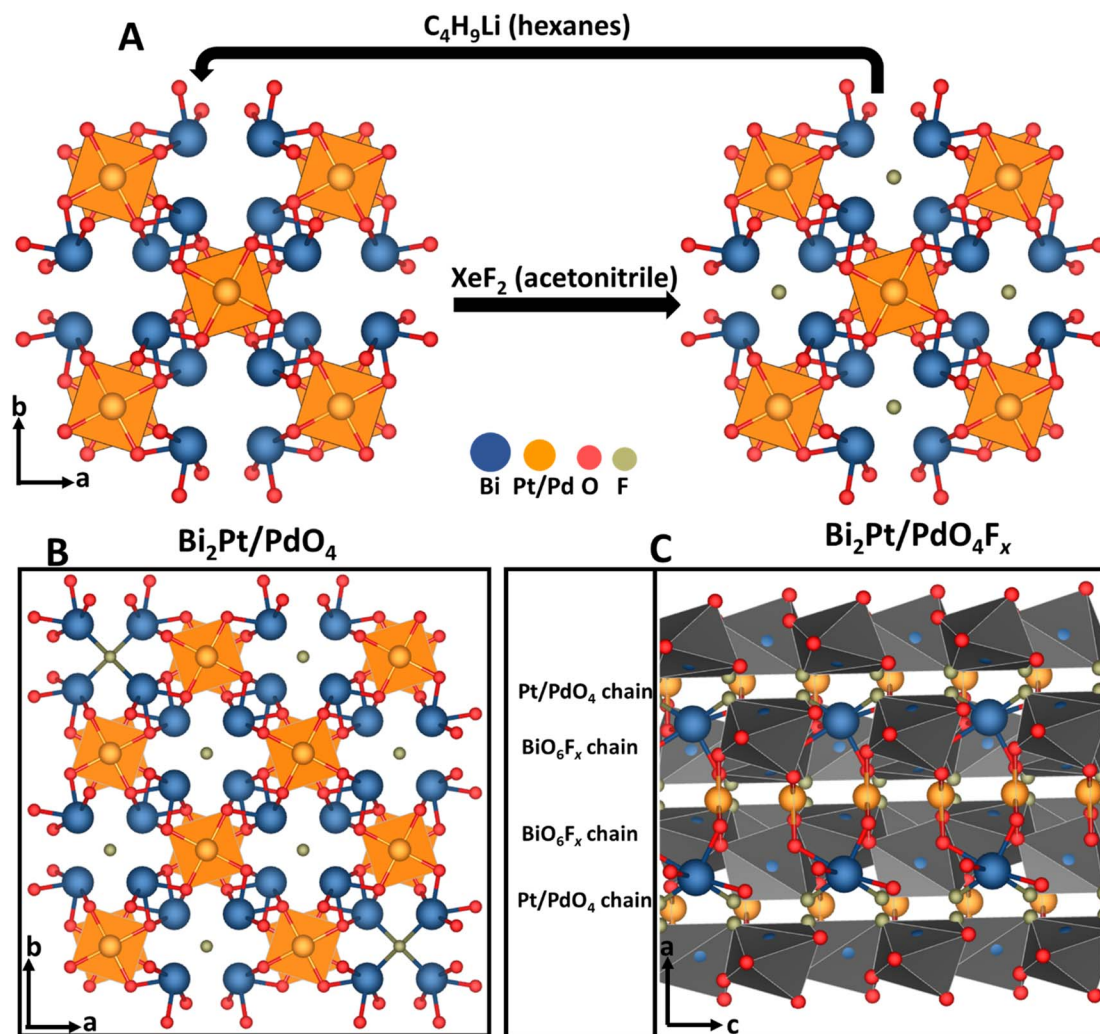 A
C₄H₉Li (hexanes)
XeF₂ (acetonitrile)
b
a
Bi Pt/Pd O F
Bi₂Pt/PdO₄
Bi₂Pt/PdO₄Fₓ
B
b
a
C
Pt/PdO₄ chain
BiO₆Fₓ chain
BiO₆Fₓ chain
Pt/PdO₄ chain
a
c